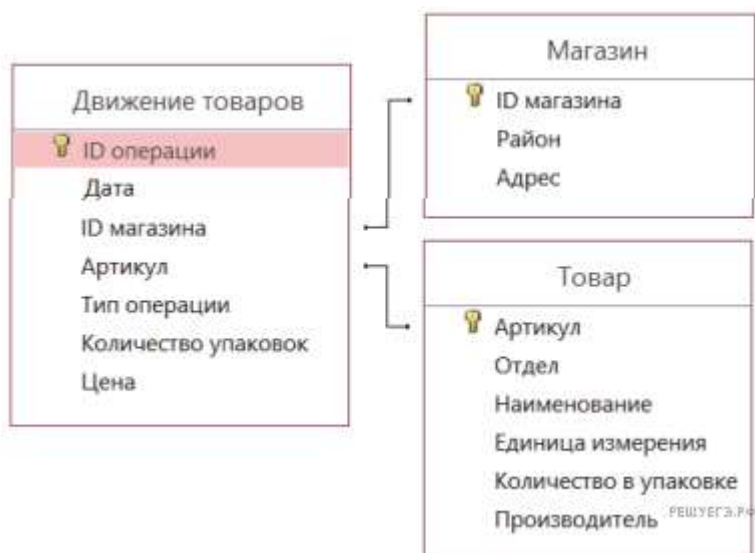 Движение товаров
ID операции
Дата
ID магазина
Артикул
Тип операции
Количество упаковок
Цена
Магазин
ID магазина
Район
Адрес
Товар
Артикул
Отдел
Наименование
Единица измерения
Количество в упаковке
Производитель
РЕШУЕГЭ.РФ